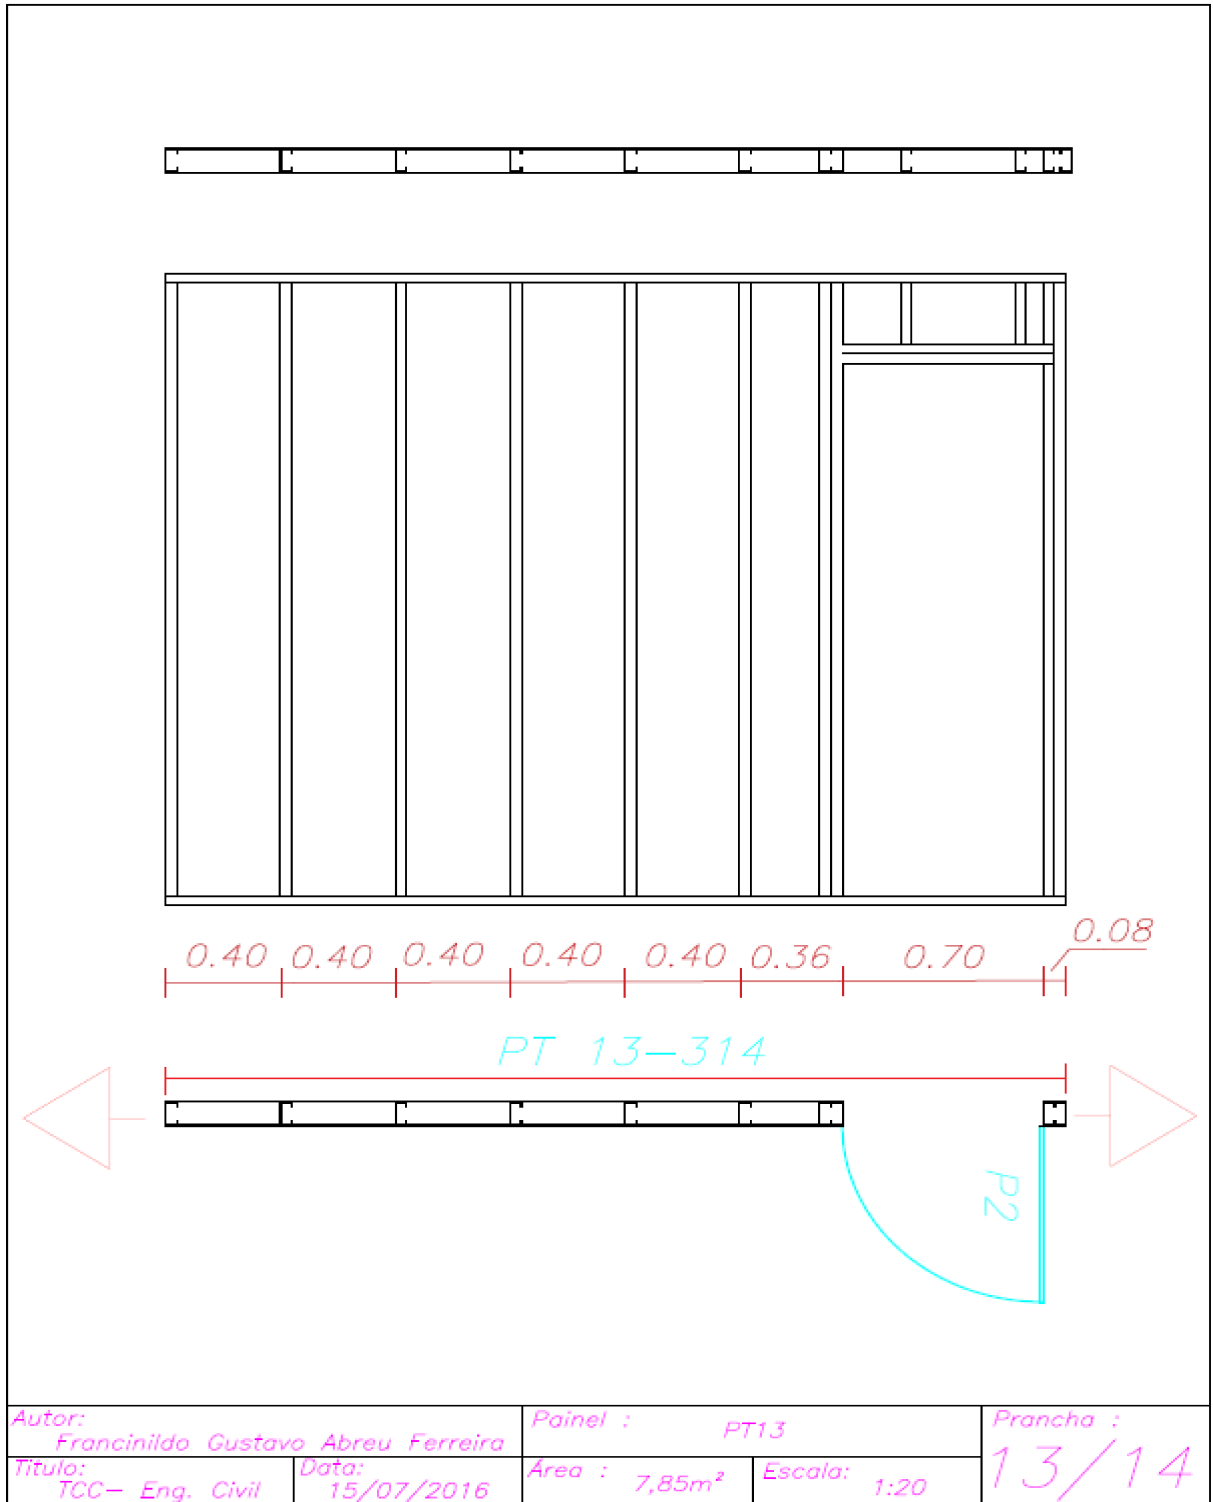 0.40 0.40 0.40 0.40 0.40 0.36 0.70 0.08
PT 13-314
P2
Autor:
Francinildo Gustavo Abreu Ferreira
Painel :
PT13
Prancha :
13/14
Título:
TCC- Eng. Civil
Data:
15/07/2016
Área :
7,85m²
Escala:
1:20